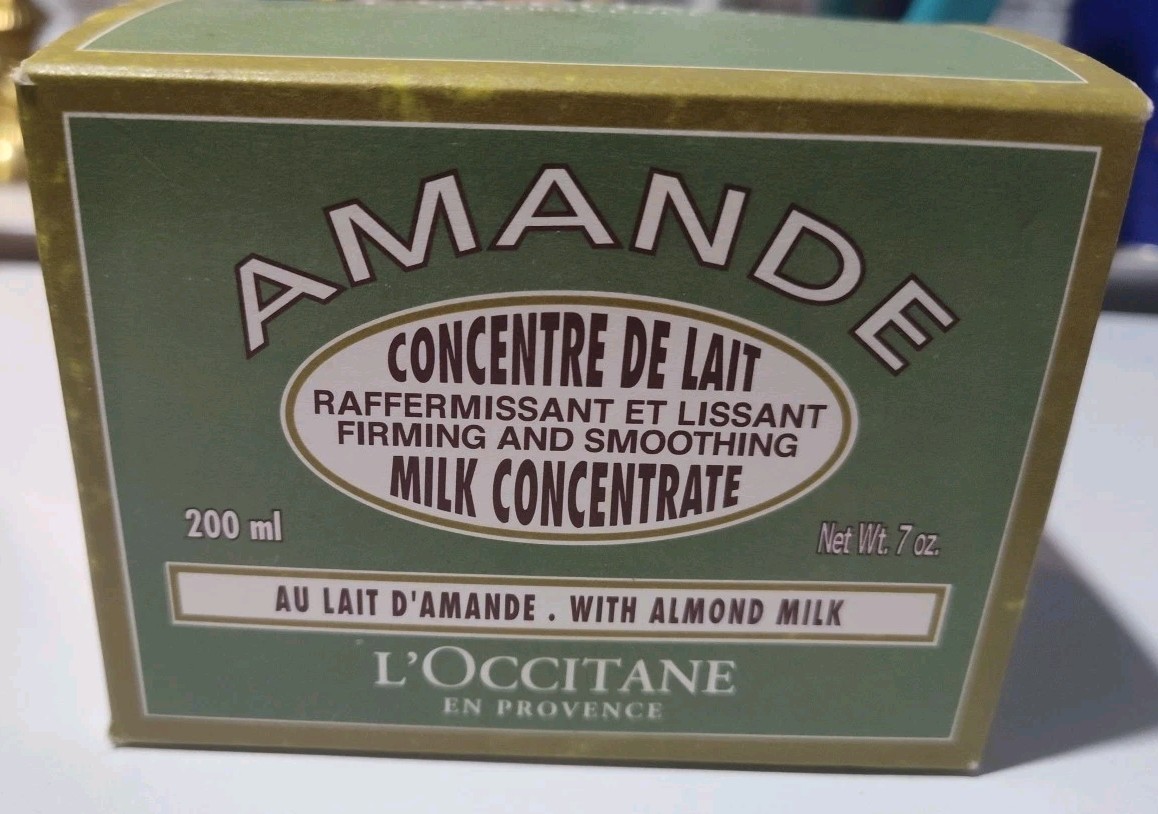 AMANDE
CONCENTRE DE LAIT
RAFFERMISSANT ET LISSANT
FIRMING AND SMOOTHING
MILK CONCENTRATE
200 ml
Net Wt. 7 oz.
AU LAIT D'AMANDE . WITH ALMOND MILK
L'OCCITANE
EN PROVENCE